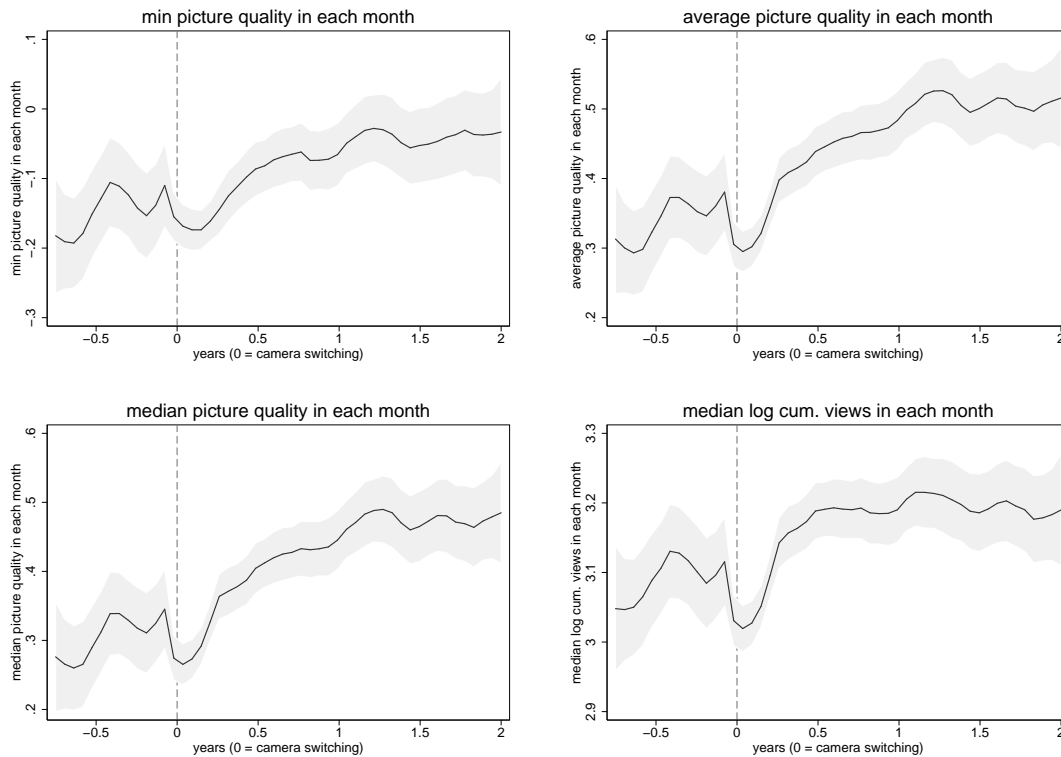 min picture quality in each month
min picture quality in each month
.1
0
-.1
-.2
-.3
−0.5 0 0.5 1 1.5 2
years (0 = camera switching)
average picture quality in each month
average picture quality in each month
.6
.5
.4
.3
.2
−0.5 0 0.5 1 1.5 2
years (0 = camera switching)
median picture quality in each month
median picture quality in each month
.6
.5
.4
.3
.2
−0.5 0 0.5 1 1.5 2
years (0 = camera switching)
median log cum. views in each month
median log cum. views in each month
3.3
3.2
3.1
3
2.9
−0.5 0 0.5 1 1.5 2
years (0 = camera switching)